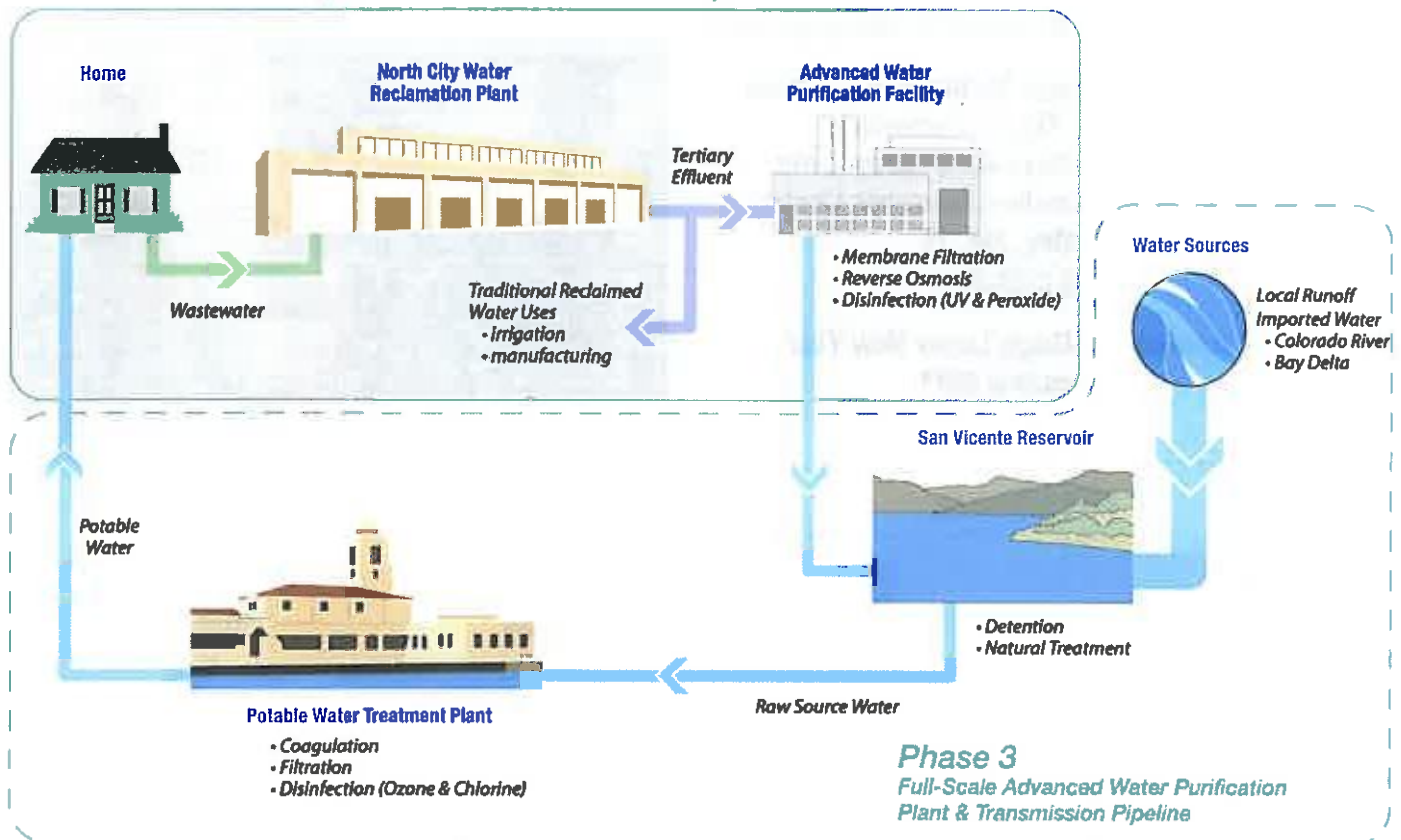 Home
North City Water
Reclamation Plant
Advanced Water
Purification Facility
Tertiary
Effluent
Wastewater
Traditional Reclaimed
Water Uses
• Irrigation
• manufacturing
• Membrane Filtration
• Reverse Osmosis
• Disinfection (UV & Peroxide)
Water Sources
Local Runoff
Imported Water
• Colorado River
• Bay Delta
San Vicente Reservoir
• Detention
• Natural Treatment
Potable
Water
Raw Source Water
Potable Water Treatment Plant
• Coagulation
• Filtration
• Disinfection (Ozone & Chlorine)
Phase 3
Full-Scale Advanced Water Purification
Plant & Transmission Pipeline